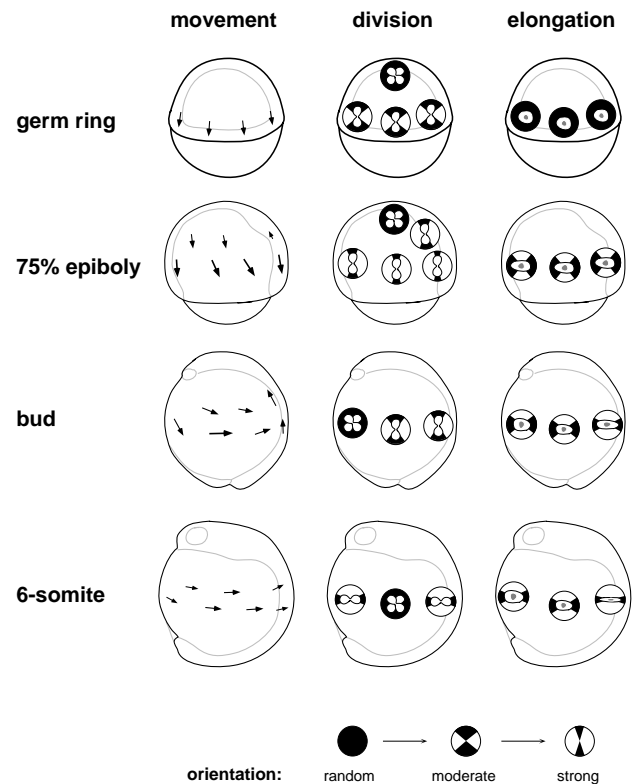 movement division elongation
germ ring
75% epiboly
bud
6-somite
orientation: random moderate strong